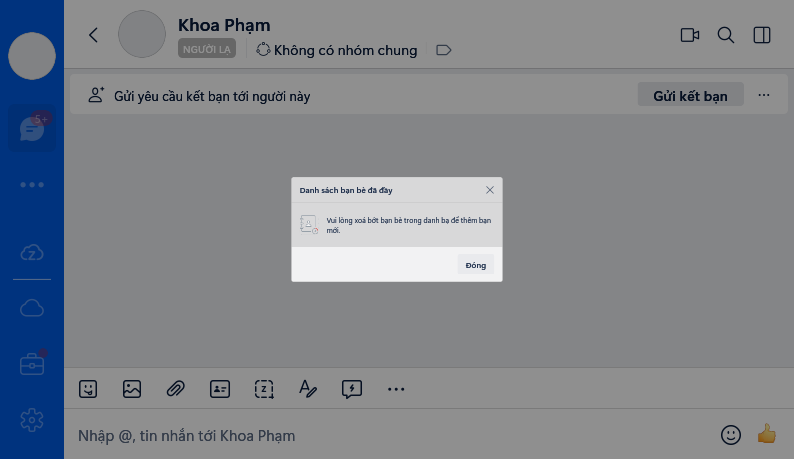 Khoa Phạm
NGƯỜI LẠ
Không có nhóm chung
5+
Gửi yêu cầu kết bạn tới người này
Gửi kết bạn
Danh sách bạn bè đã đầy
Vui lòng xoá bớt bạn bè trong danh bạ để thêm bạn
mới.
Đóng
Z
Z
Nhập @, tin nhắn tới Khoa Phạm